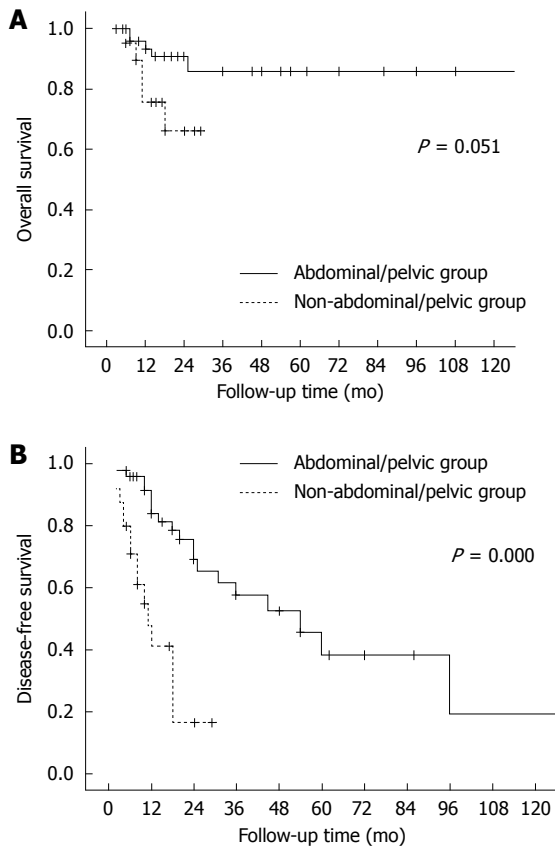 A
1.0
0.8
0.6
0.4
0.2
0.0
Overall survival
P = 0.051
Abdominal/pelvic group
Non-abdominal/pelvic group
0 12 24 36 48 60 72 84 96 108 120
Follow-up time (mo)
B
1.0
0.8
0.6
0.4
0.2
0.0
Disease-free survival
Abdominal/pelvic group
Non-abdominal/pelvic group
P = 0.000
0 12 24 36 48 60 72 84 96 108 120
Follow-up time (mo)